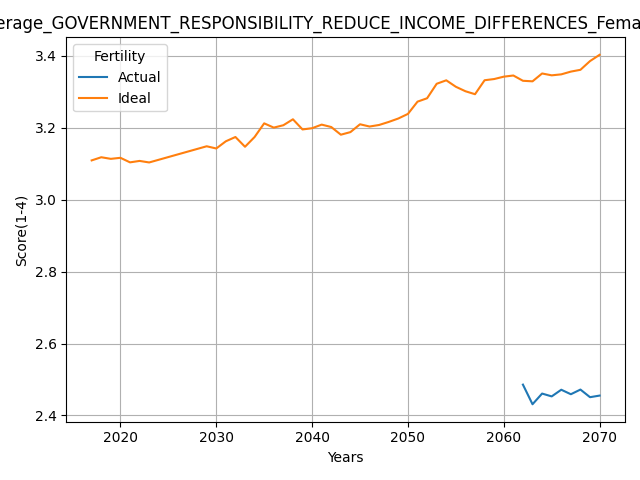 erage_GOVERNMENT_RESPONSIBILITY_REDUCE_INCOME_DIFFERENCES_Fema
Fertility
Actual
Ideal
3.4
3.2
3.0
2.8
2.6
2.4
Score(1-4)
2020 2030 2040 2050 2060 2070
Years